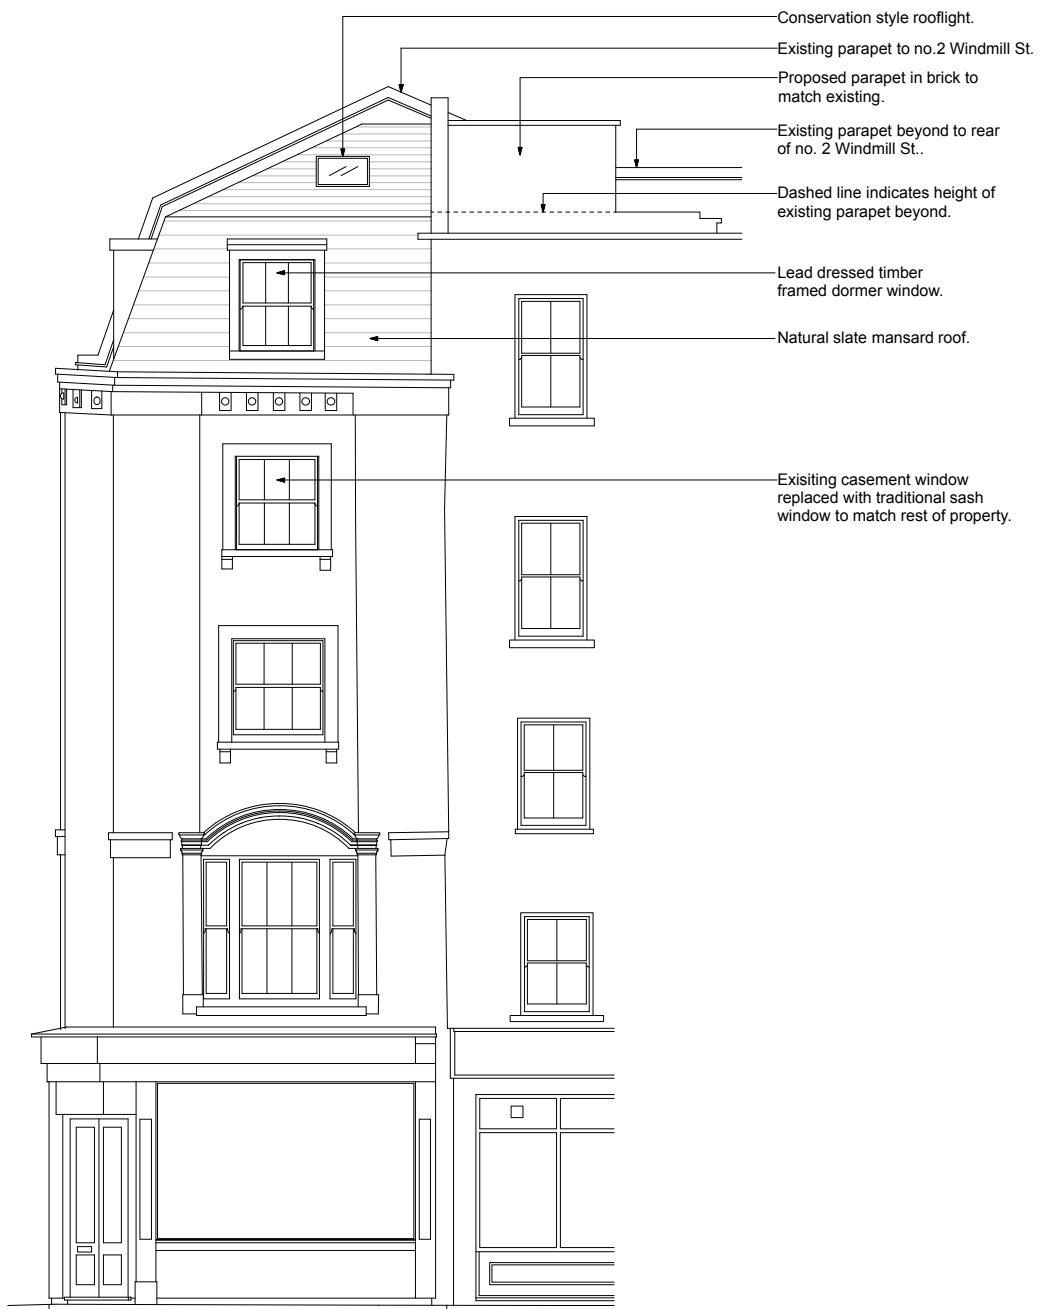 Conservation style rooflight.
Existing parapet to no.2 Windmill St.
Proposed parapet in brick to
match existing.
Existing parapet beyond to rear
of no. 2 Windmill St..
Dashed line indicates height of
existing parapet beyond.
Lead dressed timber
framed dormer window.
Natural slate mansard roof.
Exisiting casement window
replaced with traditional sash
window to match rest of property.